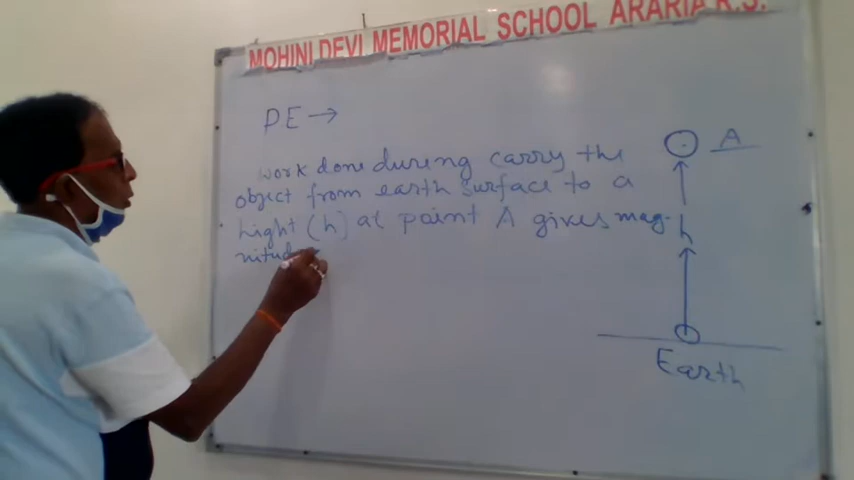 MOHINI DEVI MEMORIAL SCHOOL ARARIA R.S.
PE →
work done during carry the
object from earth surface to a
hight (h) at point A gives mag-
nitud
A
h
Earth